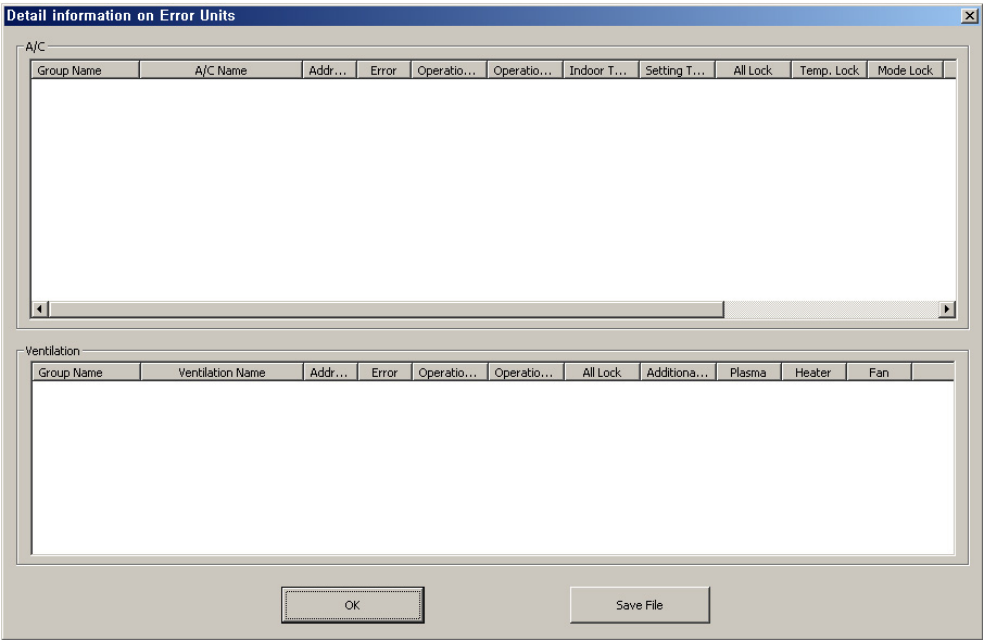 Detail information on Error Units
A/C
Group Name A/C Name Addr... Error Operatio... Operatio... Indoor T... Setting T... All Lock Temp. Lock Mode Lock
Ventilation
Group Name Ventilation Name Addr... Error Operatio... Operatio... All Lock Additiona... Plasma Heater Fan
OK Save File